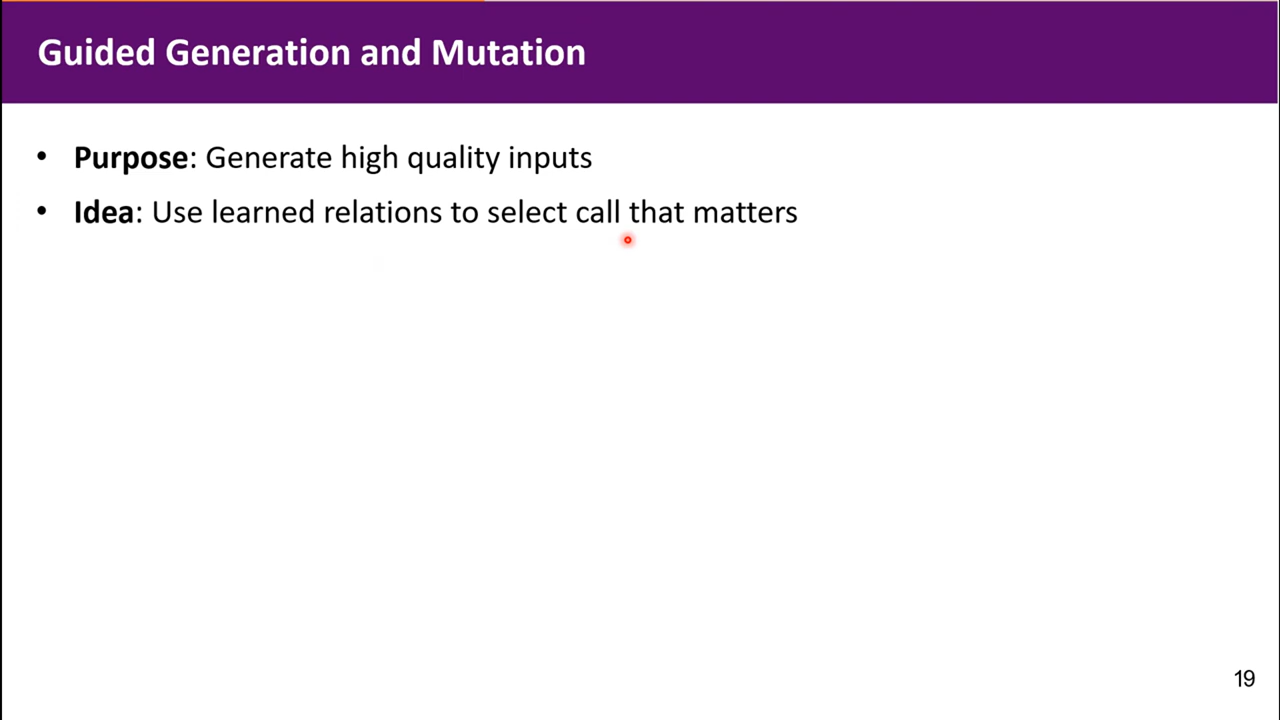 Guided Generation and Mutation
• Purpose: Generate high quality inputs
• Idea: Use learned relations to select call that matters
19